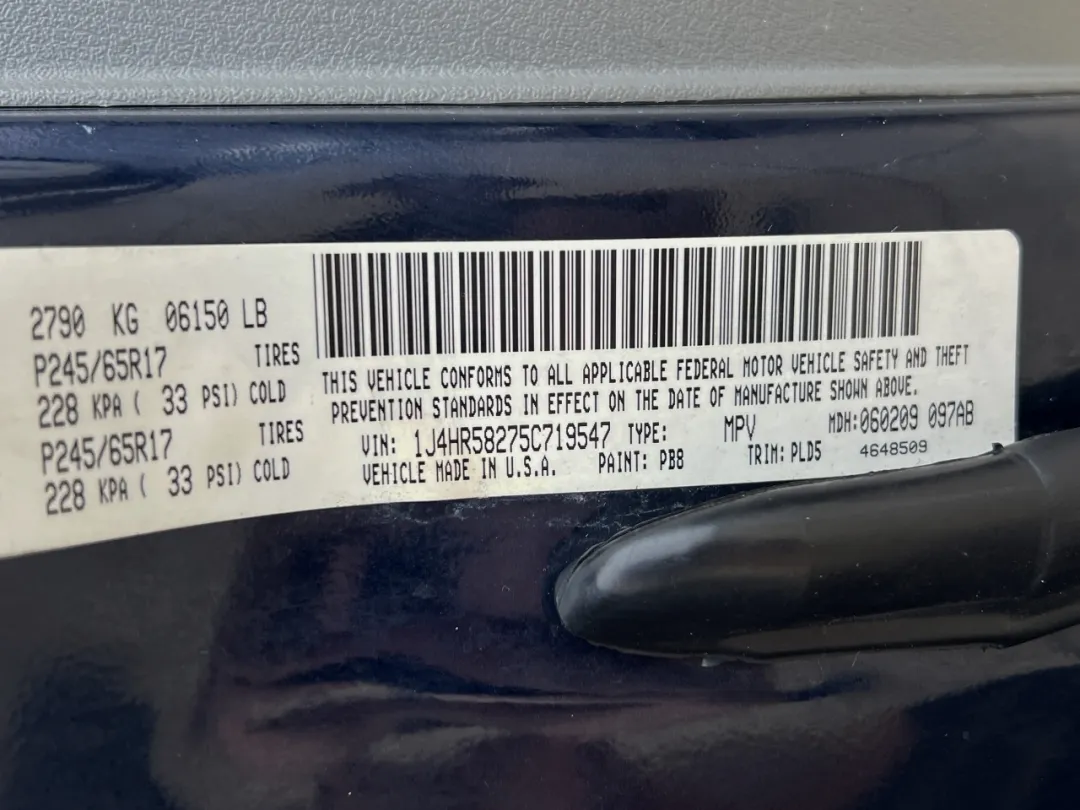 2790 KG 06150 LB
P245/65R17 TIRES
228 KPA ( 33 PSI) COLD
P245/65R17 TIRES
228 KPA ( 33 PSI) COLD
THIS VEHICLE CONFORMS TO ALL APPLICABLE FEDERAL MOTOR VEHICLE SAFETY AND THEFT
PREVENTION STANDARDS IN EFFECT ON THE DATE OF MANUFACTURE SHOWN ABOVE.
VIN: 1J4HR58275C719547 TYPE: MPV MDH:060209 097AB
VEHICLE MADE IN U.S.A. PAINT: PB8 TRIM: PLD5 4648509